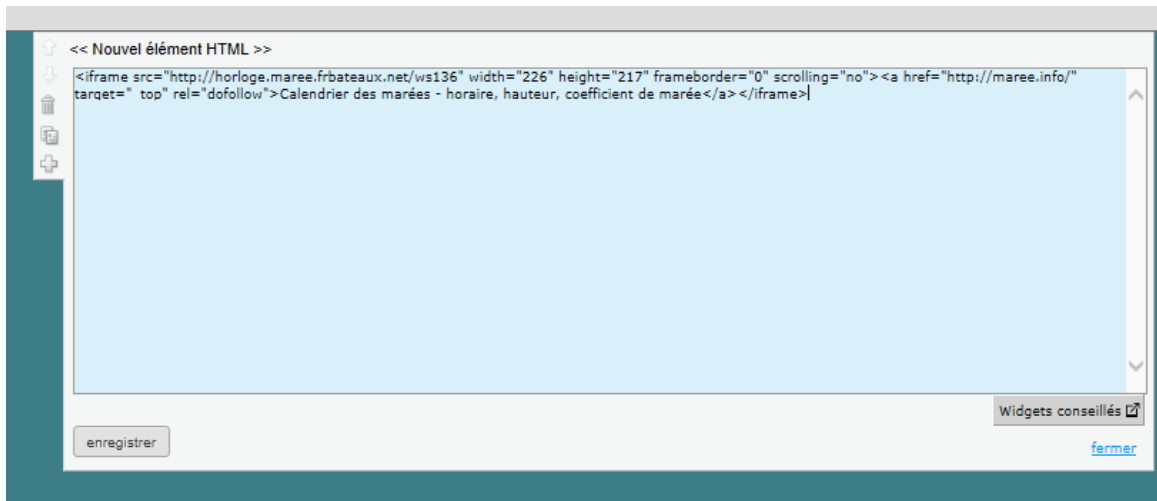 << Nouvel élément HTML >>
<iframe src="http://horloge.maree.frbateaux.net/ws136" width="226" height="217" frameborder="0" scrolling="no"><a href="http://maree.info/"
target="_top" rel="dofollow">Calendrier des marées - horaire, hauteur, coefficient de marée</a></iframe>
Widgets conseillés
enregistrer
fermer